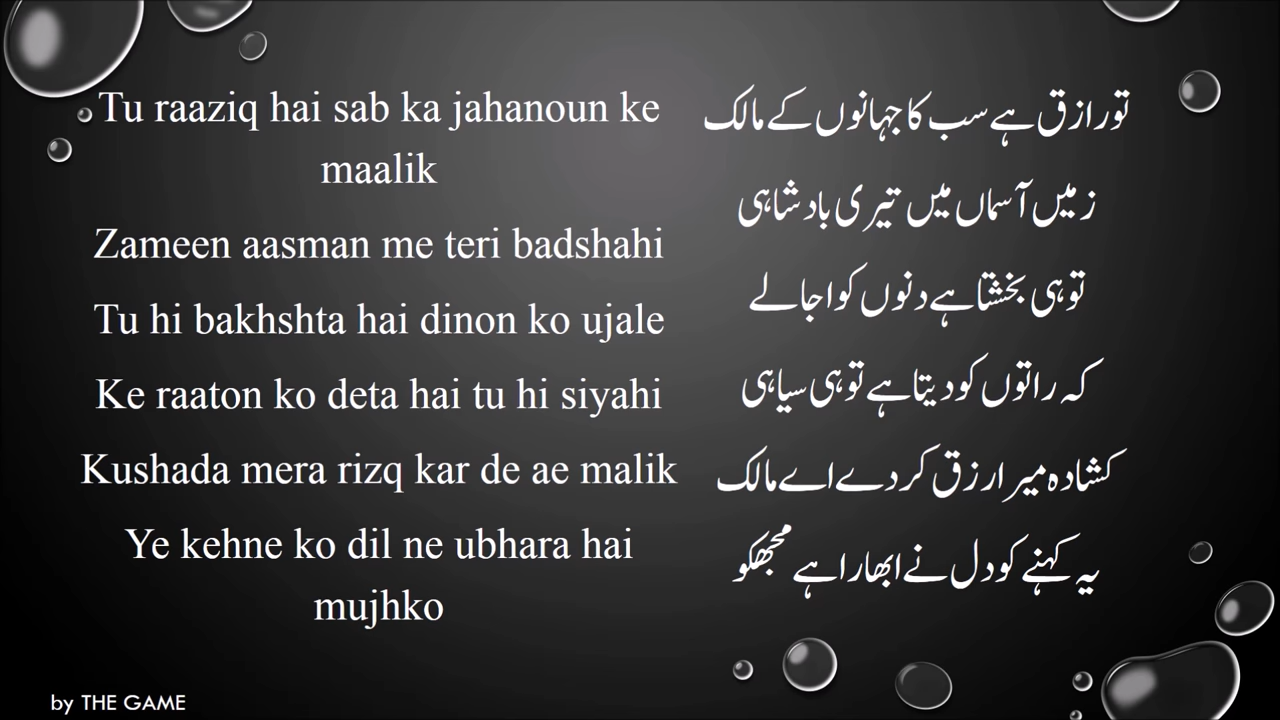 Tu raaziq hai sab ka jahanoun ke
maalik
Zameen aasman me teri badshahi
Tu hi bakhshta hai dinon ko ujale
Ke raaton ko deta hai tu hi siyahi
Kushada mera rizq kar de ae malik
Ye kehne ko dil ne ubhara hai
mujhko
تو رازق ہے سب کا جہانوں کے مالک
زمیں آسماں میں تیری بادشاہی
تو ہی بخشتا ہے دنوں کو اجالے
کہ راتوں کو دیتا ہے تو ہی سیاہی
کشادہ میرا رزق کر دے اے مالک
یہ کہنے کو دل نے ابھارا ہے مجھکو
by THE GAME